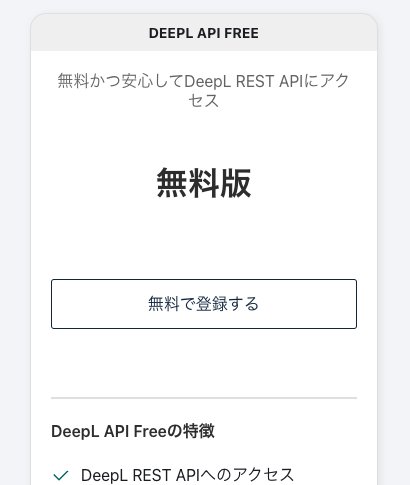 DEEPL API FREE
無料かつ安心してDeepL REST APIにアク
セス
無料版
無料で登録する
DeepL API Freeの特徴
DeepL REST APIへのアクセス